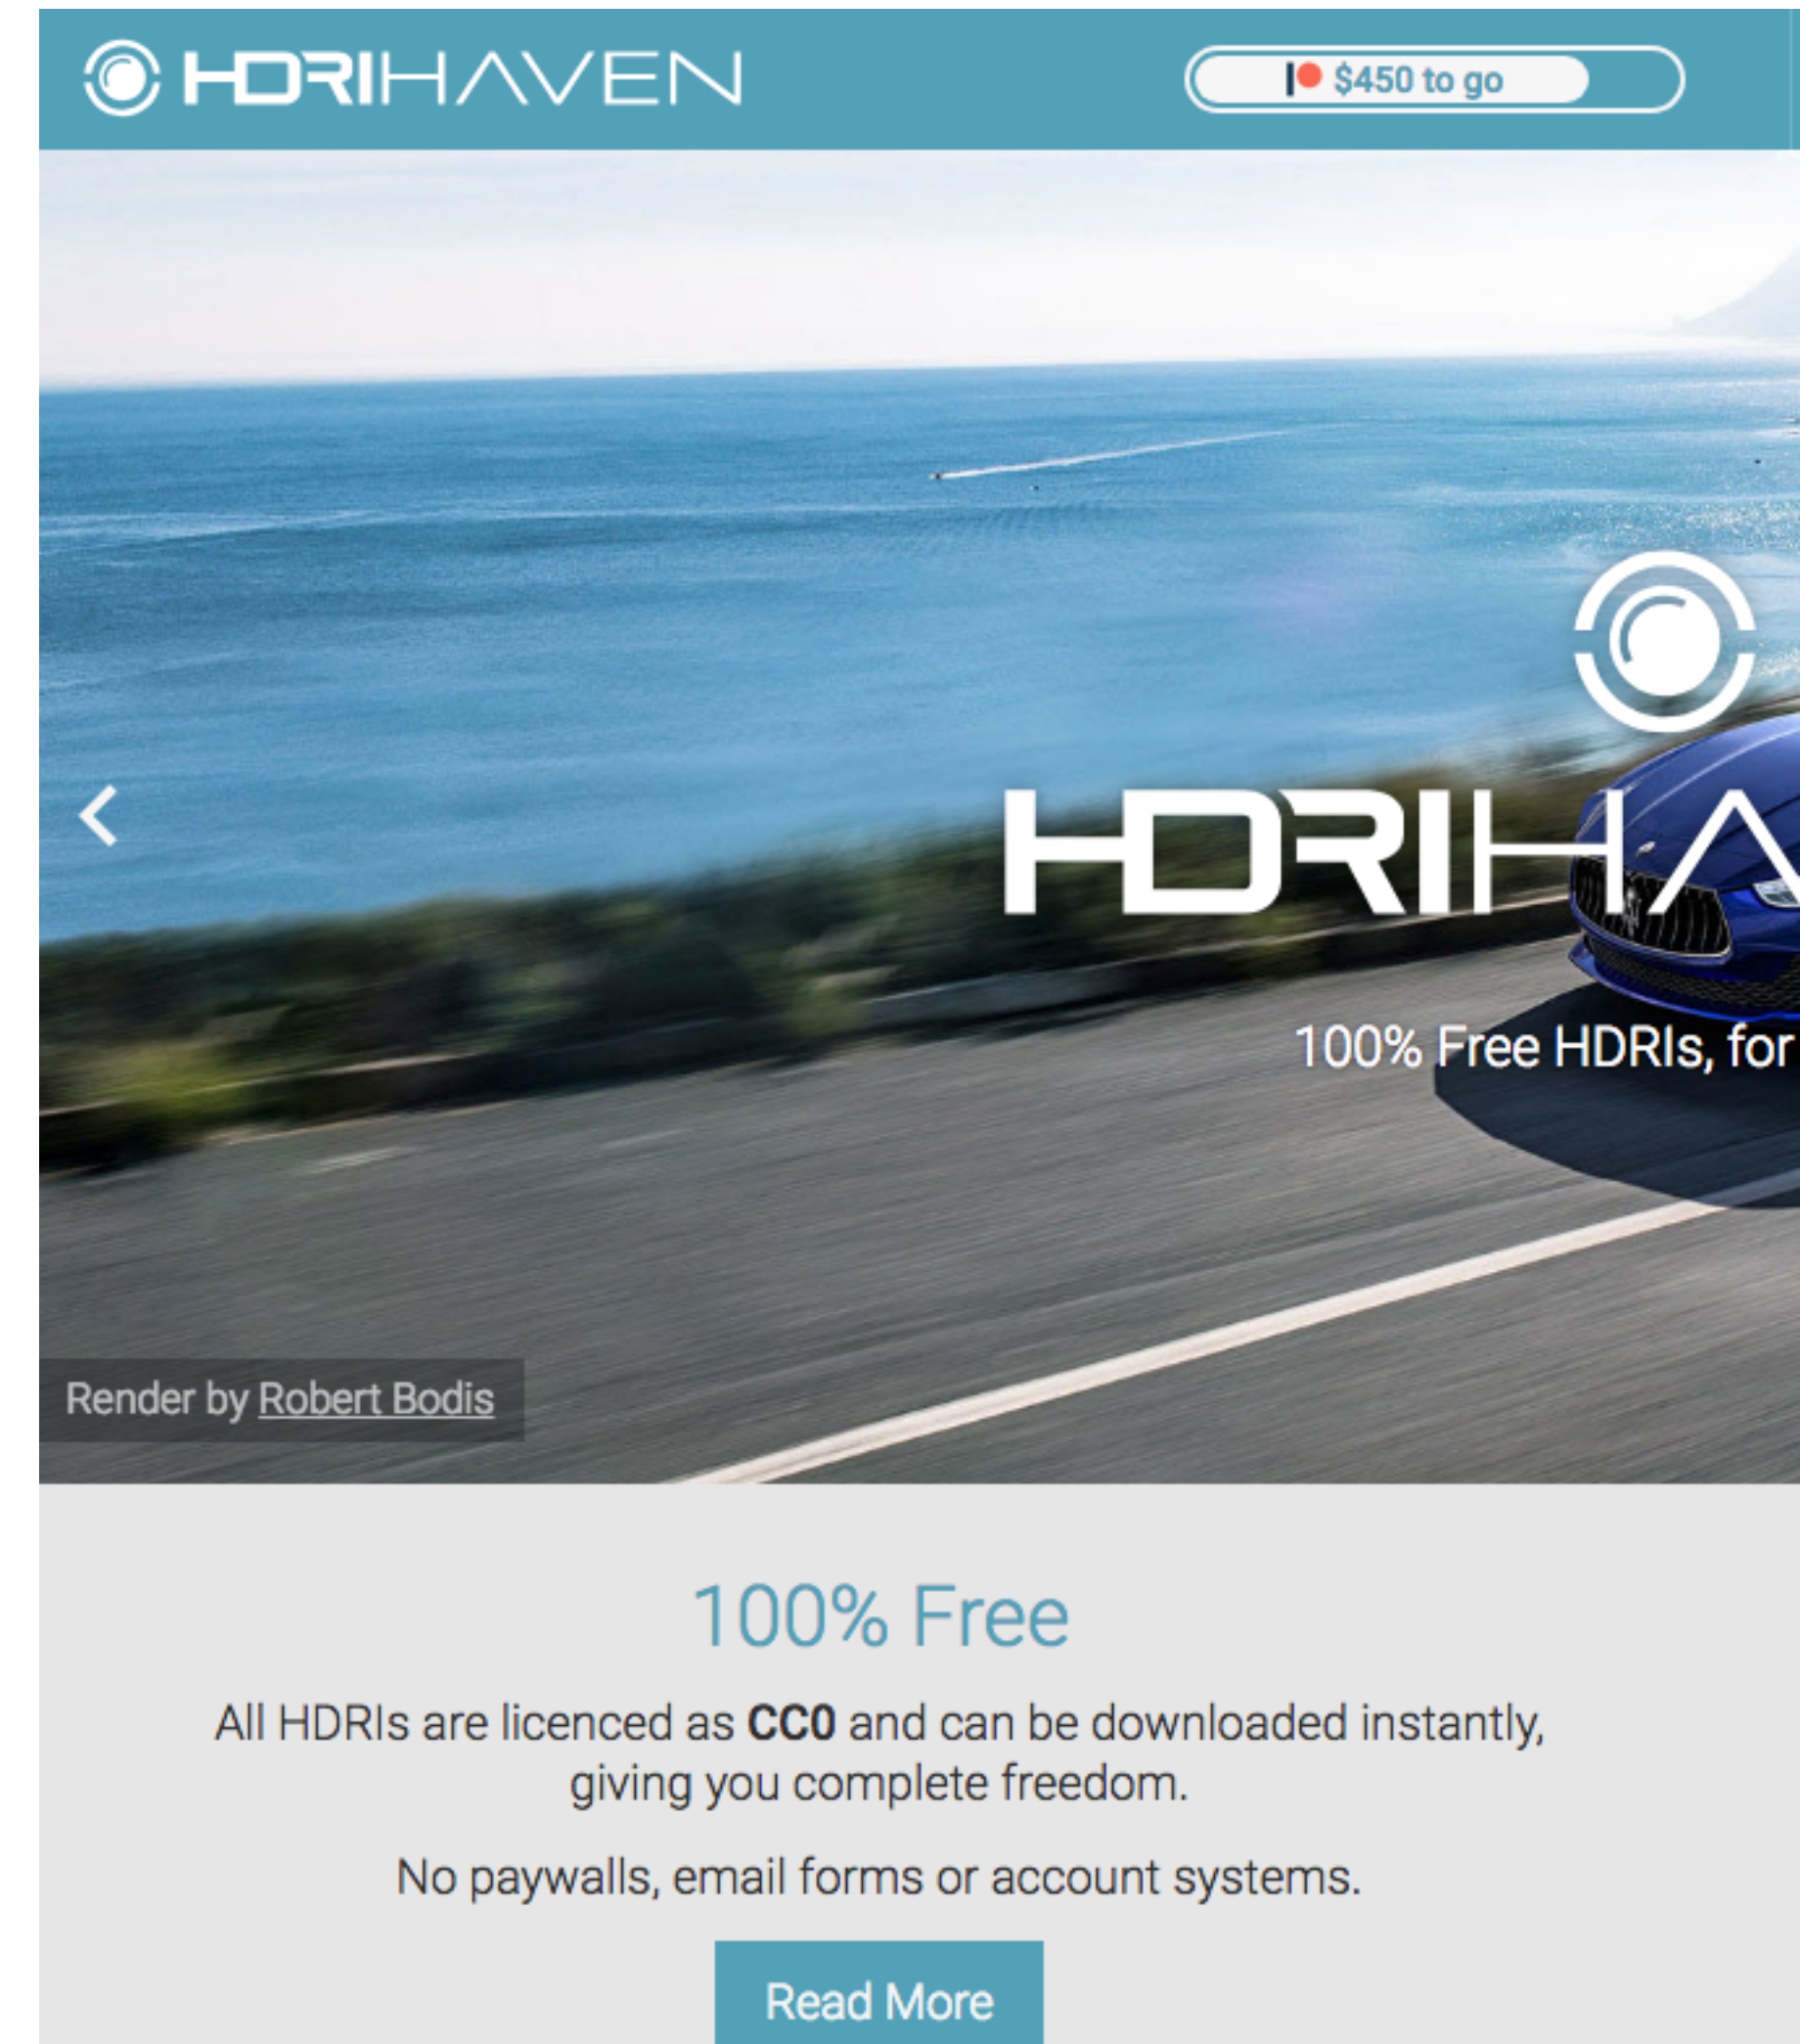 HDRIHAVEN
$450 to go
HDRIHA
100% Free HDRIs, for
Render by Robert Bodis
100% Free
All HDRIs are licenced as CC0 and can be downloaded instantly,
giving you complete freedom.
No paywalls, email forms or account systems.
Read More